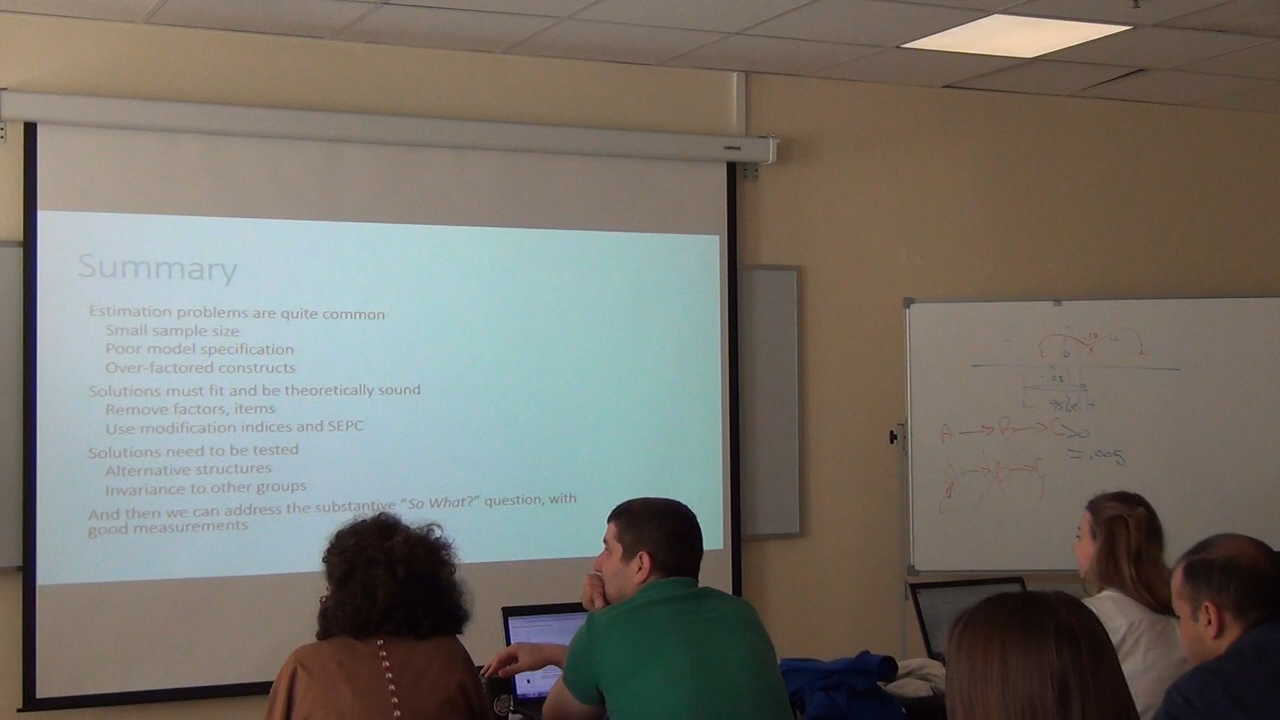 Summary
Estimation problems are quite common
Small sample size
Poor model specification
Over-factored constructs
Solutions must fit and be theoretically sound
Remove factors, items
Use modification indices and SEPC
Solutions need to be tested
Alternative structures
Invariance to other groups
And then we can address the substantive "So What?" question, with
good measurements
A → B → C >0
= .005